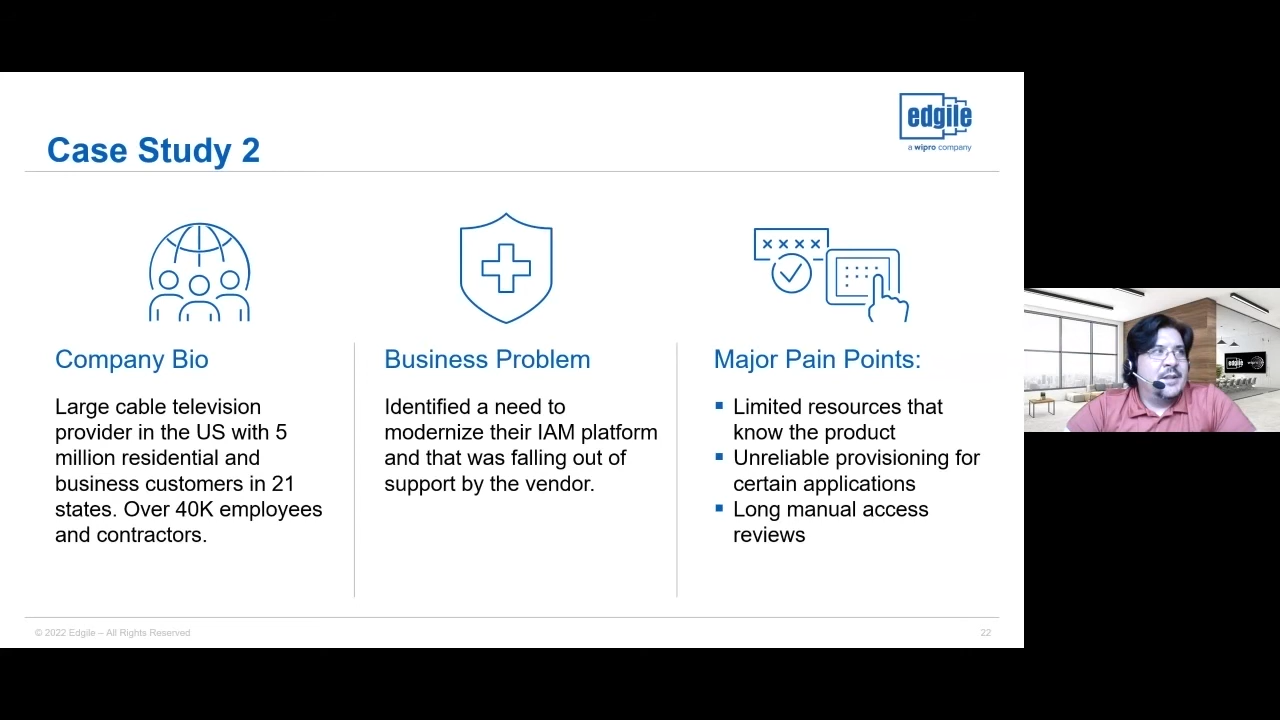 edgile
a wipro company
Case Study 2
Company Bio
Large cable television
provider in the US with 5
million residential and
business customers in 21
states. Over 40K employees
and contractors.
Business Problem
Identified a need to
modernize their IAM platform
and that was falling out of
support by the vendor.
Major Pain Points:
▪ Limited resources that
know the product
▪ Unreliable provisioning for
certain applications
▪ Long manual access
reviews
© 2022 Edgile – All Rights Reserved
22
edgile